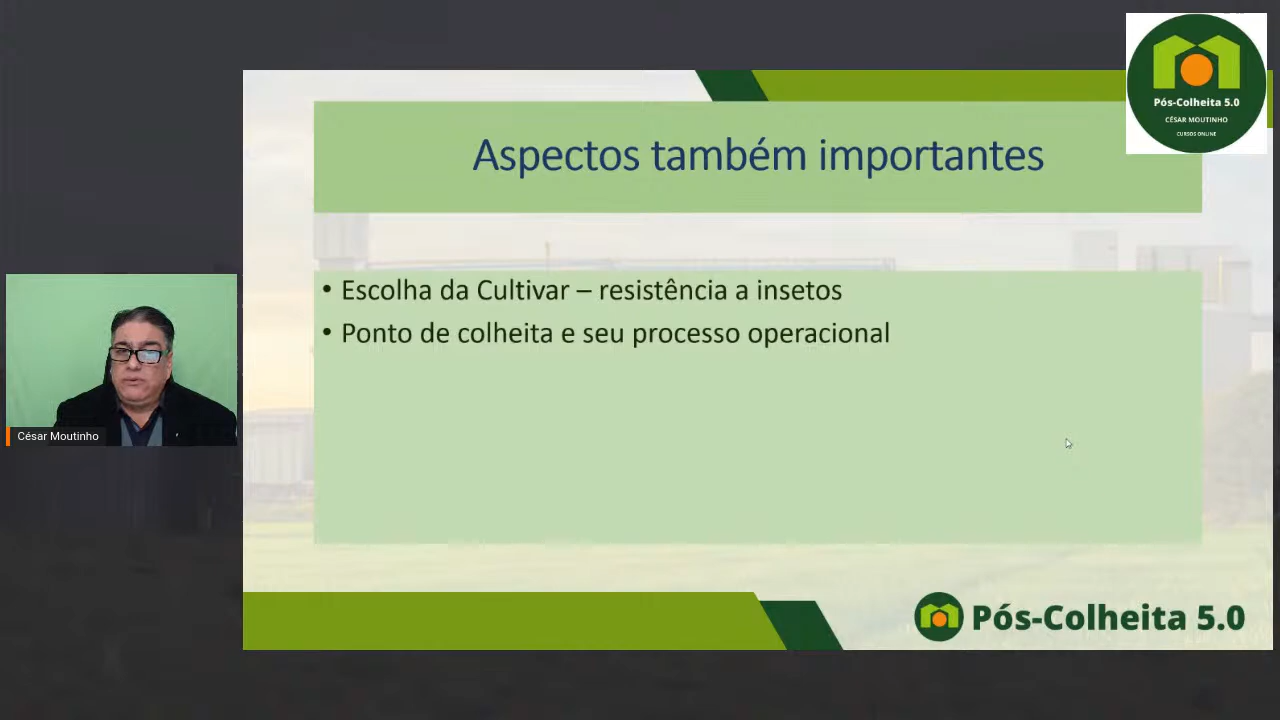 Pós-Colheita 5.0
CÉSAR MOUTINHO
CURSOS ONLINE
Aspectos também importantes
• Escolha da Cultivar – resistência a insetos
• Ponto de colheita e seu processo operacional
César Moutinho
Pós-Colheita 5.0